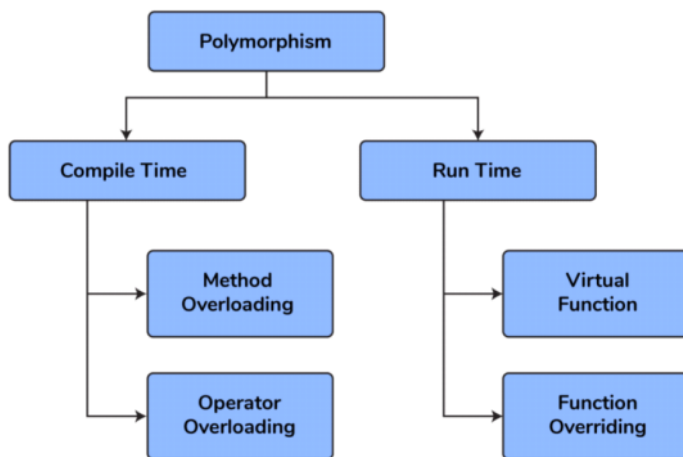 Polymorphism
Compile Time
Run Time
Method
Overloading
Virtual
Function
Operator
Overloading
Function
Overriding